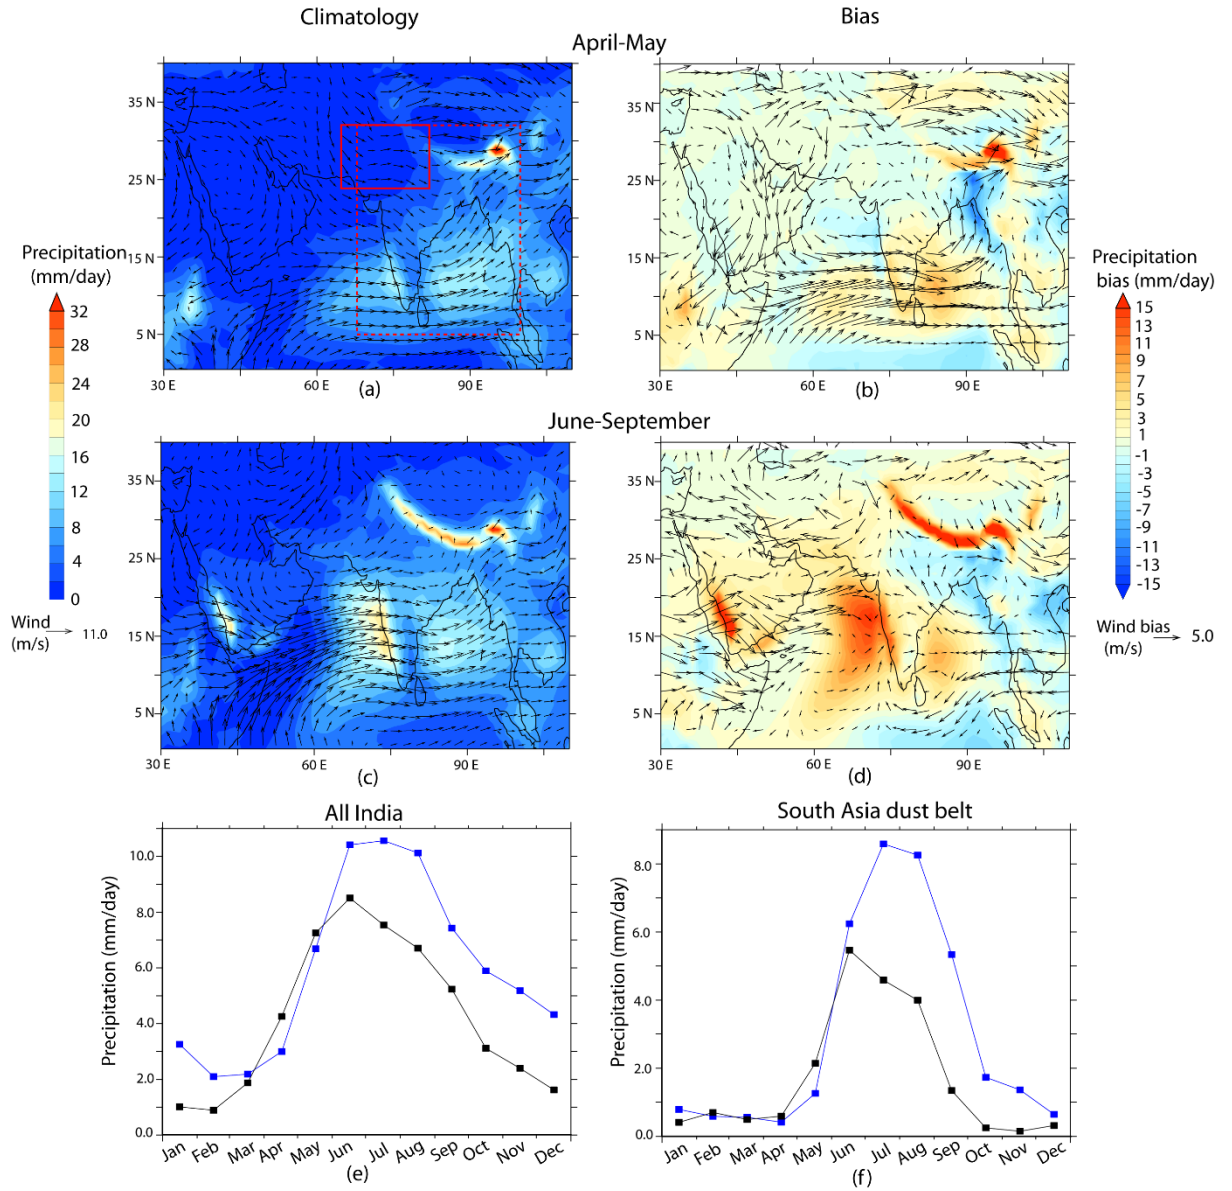 Climatology
Bias
April-May
Precipitation
(mm/day)
32
28
24
20
16
12
8
4
0
Wind
(m/s)
11.0
35 N
25 N
15 N
5 N
30 E
60 E
90 E
(a)
35 N
25 N
15 N
5 N
30 E
60 E
90 E
(b)
Precipitation
bias (mm/day)
15
13
11
9
7
5
3
1
-1
-3
-5
-7
-9
-11
-13
-15
Wind bias
(m/s)
5.0
June-September
35 N
25 N
15 N
5 N
30 E
60 E
90 E
(c)
35 N
25 N
15 N
5 N
30 E
60 E
90 E
(d)
All India
Precipitation (mm/day)
10.0
8.0
6.0
4.0
2.0
0.0
Jan Feb Mar Apr May Jun Jul Aug Sep Oct Nov Dec
(e)
South Asia dust belt
Precipitation (mm/day)
8.0
6.0
4.0
2.0
0.0
Jan Feb Mar Apr May Jun Jul Aug Sep Oct Nov Dec
(f)